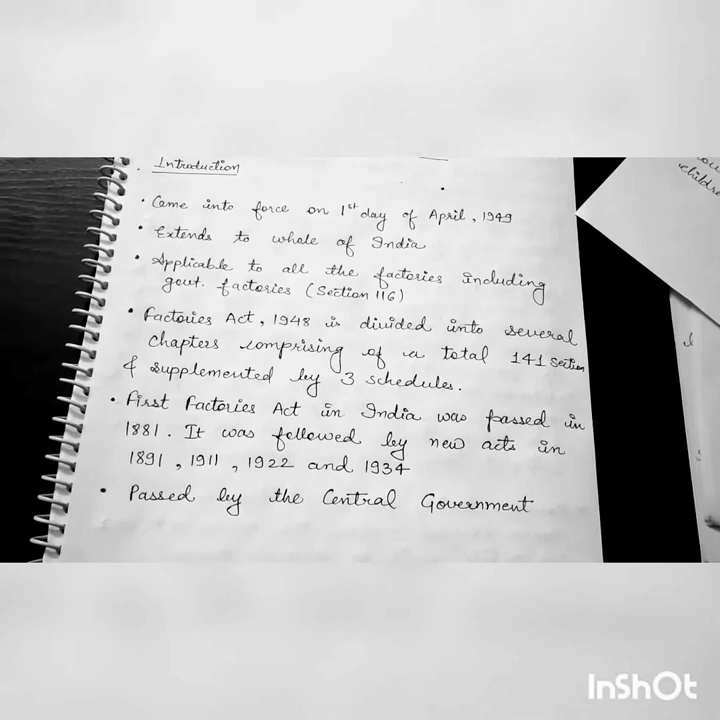 Introduction
• Came into force on 1st day of April, 1949
• Extends to whole of India
• Applicable to all the factories including
govt. factories (Section 116)
• Factories Act, 1948 is divided into several
chapters comprising of a total 141 section
& supplemented by 3 schedules.
• First Factories Act in India was passed in
1881. It was followed by new acts in
1891, 1911, 1922 and 1934
• Passed by the Central Government
InShOt